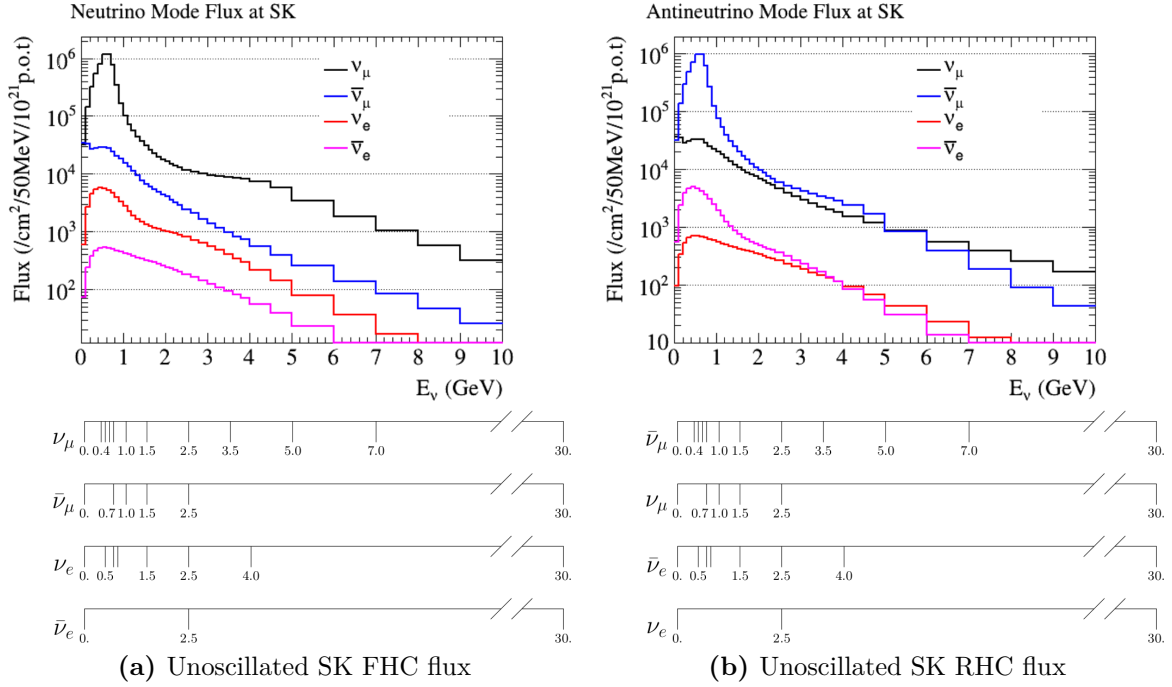 Neutrino Mode Flux at SK
Flux (/cm²/50MeV/10²¹p.o.t)
10⁶
10⁵
10⁴
10³
10²
ν_μ
ν̄_μ
ν_e
ν̄_e
0 1 2 3 4 5 6 7 8 9 10
E_ν (GeV)
Antineutrino Mode Flux at SK
Flux (/cm²/50MeV/10²¹p.o.t)
10⁶
10⁵
10⁴
10³
10²
10
ν_μ
ν̄_μ
ν_e
ν̄_e
0 1 2 3 4 5 6 7 8 9 10
E_ν (GeV)
ν_μ
0. 0.4 1.0 1.5 2.5 3.5 5.0 7.0 30.
ν̄_μ
0. 0.7 1.0 1.5 2.5 30.
ν_e
0. 0.5 1.5 2.5 4.0 30.
ν̄_e
0. 2.5 30.
(a) Unoscillated SK FHC flux
ν̄_μ
0. 0.4 1.0 1.5 2.5 3.5 5.0 7.0 30.
ν_μ
0. 0.7 1.0 1.5 2.5 30.
ν̄_e
0. 0.5 1.5 2.5 4.0 30.
ν_e
0. 2.5 30.
(b) Unoscillated SK RHC flux